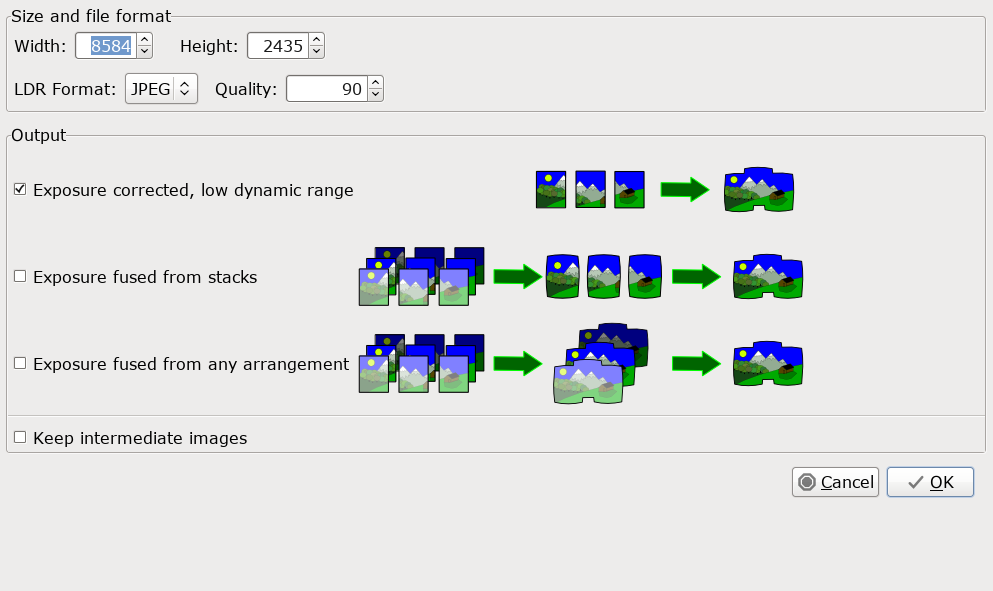 Size and file format
Width: 8584 Height: 2435
LDR Format: JPEG Quality: 90
Output
Exposure corrected, low dynamic range
Exposure fused from stacks
Exposure fused from any arrangement
Keep intermediate images
Cancel OK